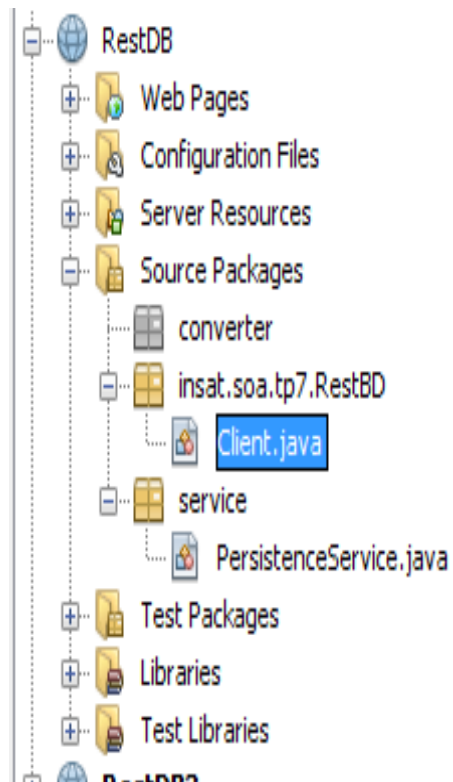 RestDB
Web Pages
Configuration Files
Server Resources
Source Packages
converter
insat.soa.tp7.RestBD
Client.java
service
PersistenceService.java
Test Packages
Libraries
Test Libraries